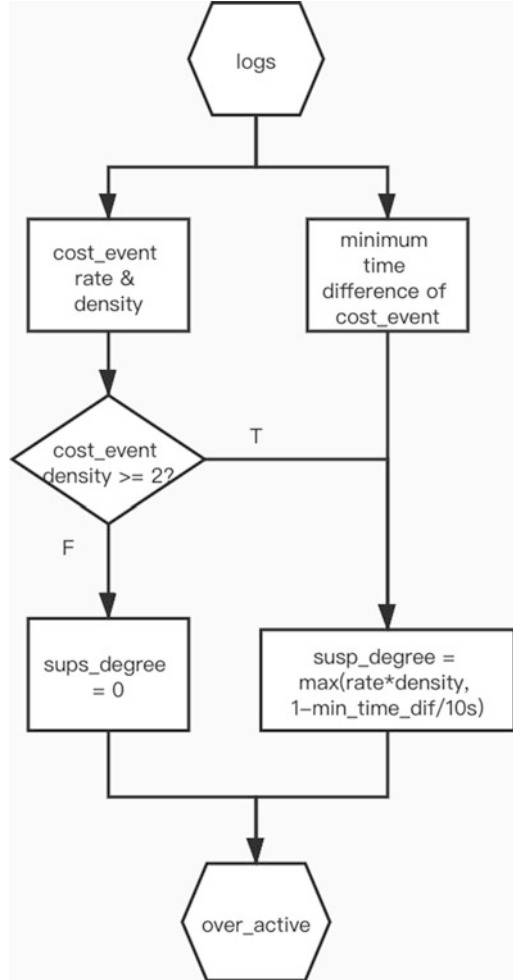 logs
cost_event
rate &
density
minimum
time
difference of
cost_event
cost_event
density >= 2?
T
F
sups_degree
= 0
susp_degree =
max(rate*density,
1-min_time_dif/10s)
over_active